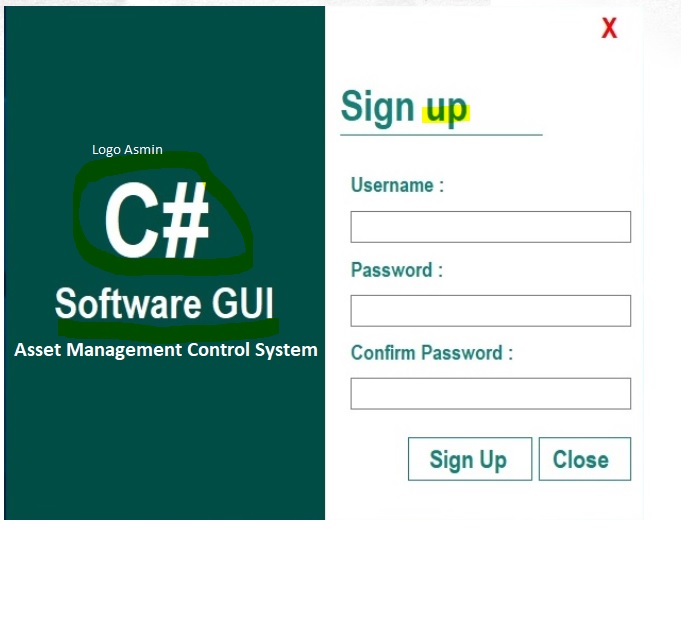 Logo Asmin
C#
Software GUI
Asset Management Control System
X
Sign up
Username :
Password :
Confirm Password :
Sign Up
Close